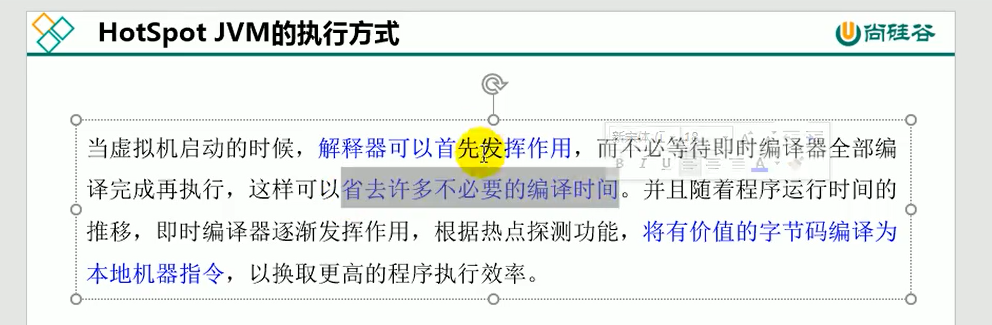 HotSpot JVM的执行方式
尚硅谷
当虚拟机启动的时候，解释器可以首先发挥作用，而不必等待即时编译器全部编
译完成再执行，这样可以省去许多不必要的编译时间。并且随着程序运行时间的
推移，即时编译器逐渐发挥作用，根据热点探测功能，将有价值的字节码编译为
本地机器指令，以换取更高的程序执行效率。